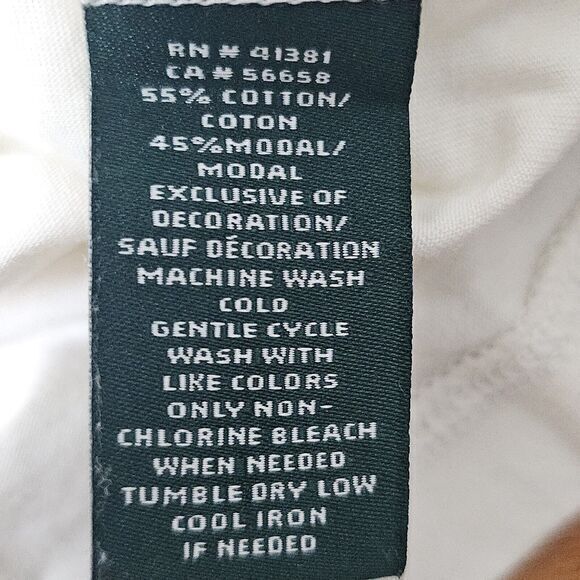 RN # 41381
CA # 56658
55% COTTON/
COTON
45%MODAL/
MODAL
EXCLUSIVE OF
DECORATION/
SAUF DÉCORATION
MACHINE WASH
COLD
GENTLE CYCLE
WASH WITH
LIKE COLORS
ONLY NON-
CHLORINE BLEACH
WHEN NEEDED
TUMBLE DRY LOW
COOL IRON
IF NEEDED